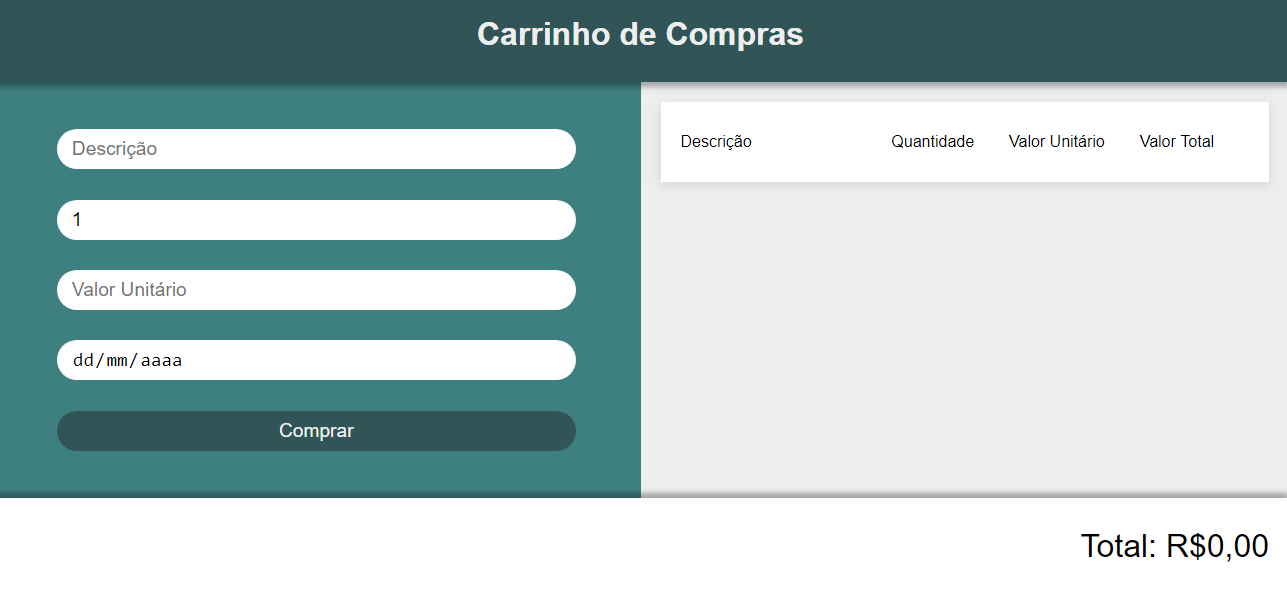 Carrinho de Compras
Descrição
1
Valor Unitário
dd/mm/aaaa
Comprar
Descrição Quantidade Valor Unitário Valor Total
Total: R$0,00